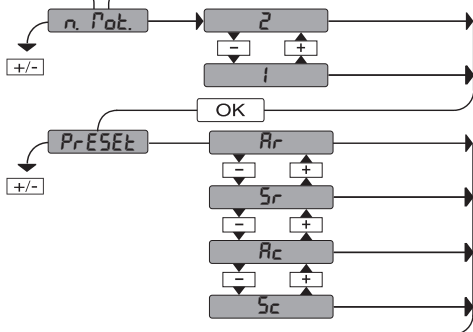 n. Mot.
2
+/-
-
+
1
OK
PrESEt
Ar
+/-
-
+
Sr
-
+
Ac
-
+
Sc